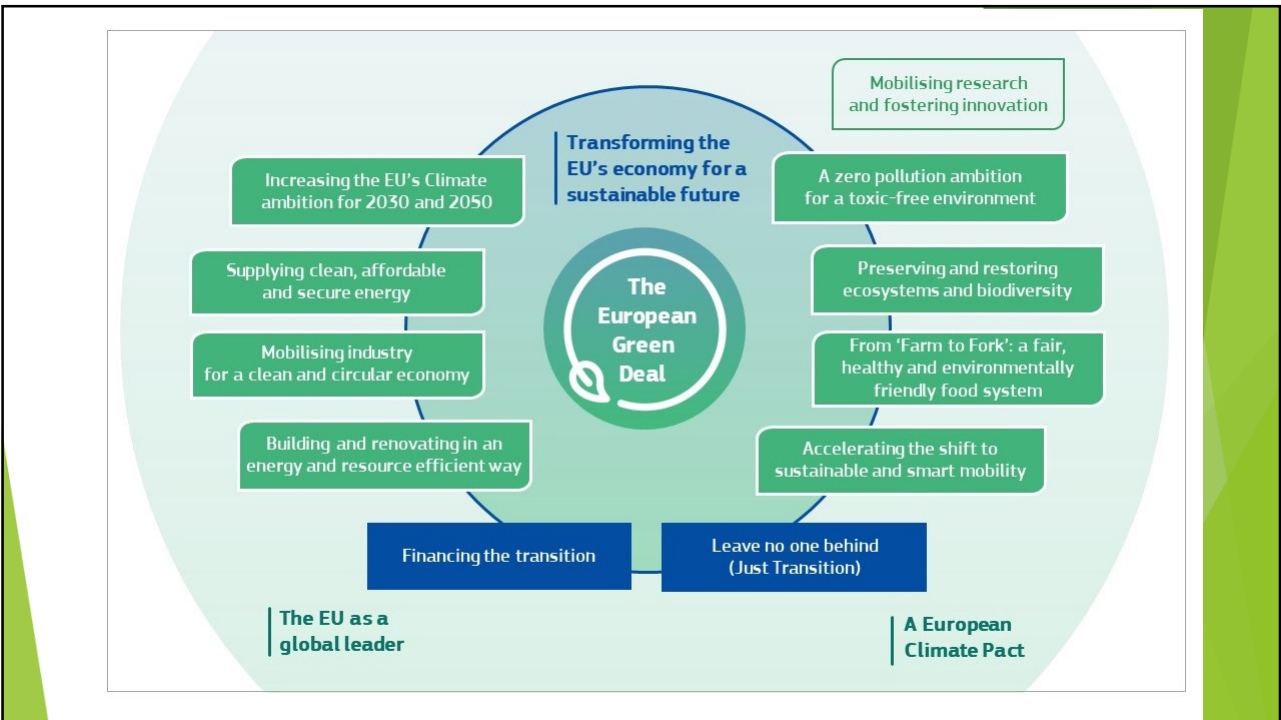 Mobilising research
and fostering innovation
Transforming the
EU's economy for a
sustainable future
Increasing the EU's Climate
ambition for 2030 and 2050
A zero pollution ambition
for a toxic-free environment
Supplying clean, affordable
and secure energy
Preserving and restoring
ecosystems and biodiversity
The
European
Green
Deal
Mobilising industry
for a clean and circular economy
From ‘Farm to Fork’: a fair,
healthy and environmentally
friendly food system
Building and renovating in an
energy and resource efficient way
Accelerating the shift to
sustainable and smart mobility
Financing the transition
Leave no one behind
(Just Transition)
The EU as a
global leader
A European
Climate Pact